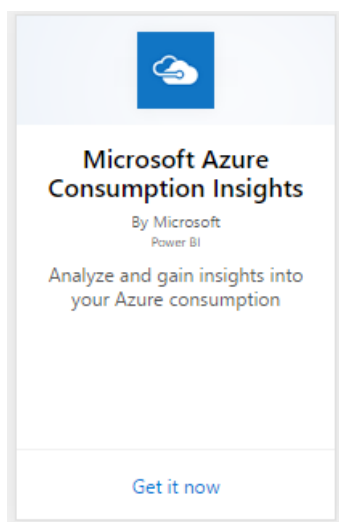 Microsoft Azure
Consumption Insights
By Microsoft
Power BI
Analyze and gain insights into
your Azure consumption
Get it now